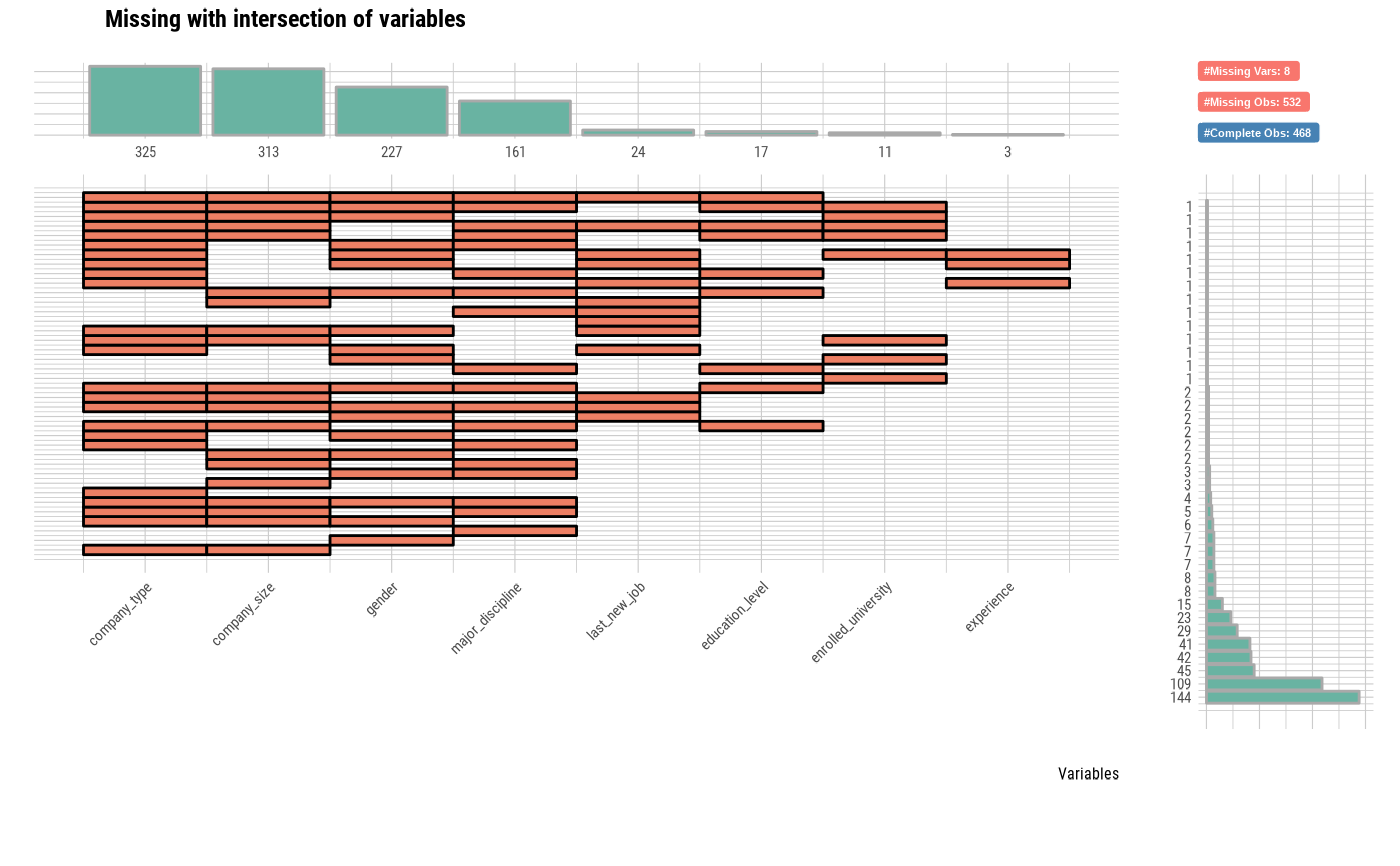 Missing with intersection of variables
#Missing Vars: 8
#Missing Obs: 532
#Complete Obs: 468
325 313 227 161 24 17 11 3
1
1
1
1
1
1
1
1
1
1
1
1
1
1
2
2
2
2
2
2
3
3
4
5
6
7
7
7
8
8
15
23
29
41
42
45
109
144
company_type
company_size
gender
major_discipline
last_new_job
education_level
enrolled_university
experience
Variables